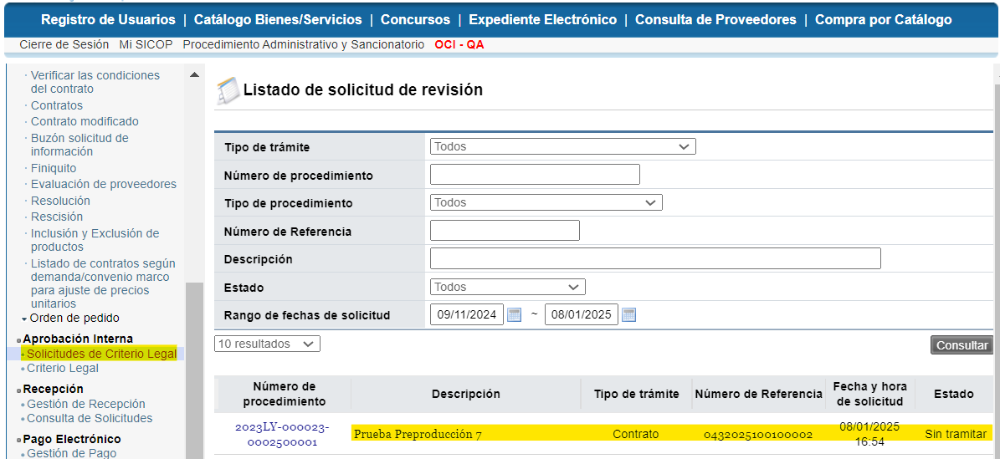 Registro de Usuarios | Catálogo Bienes/Servicios | Concursos | Expediente Electrónico | Consulta de Proveedores | Compra por Catálogo
Cierre de Sesión Mi SICOP Procedimiento Administrativo y Sancionatorio OCI - QA
· Verificar las condiciones
del contrato
· Contratos
· Contrato modificado
· Buzón solicitud de
información
· Finiquito
· Evaluación de proveedores
· Resolución
· Rescisión
· Inclusión y Exclusión de
productos
· Listado de contratos según
demanda/convenio marco
para ajuste de precios
unitarios
Orden de pedido
Aprobación Interna
Solicitudes de Criterio Legal
Criterio Legal
Recepción
Gestión de Recepción
Consulta de Solicitudes
Pago Electrónico
Gestión de Pago
Listado de solicitud de revisión
Tipo de trámite Todos
Número de procedimiento
Tipo de procedimiento Todos
Número de Referencia
Descripción
Estado Todos
Rango de fechas de solicitud 09/11/2024 ~ 08/01/2025
10 resultados Consultar
Número de
procedimiento
Descripción
Tipo de trámite
Número de Referencia
Fecha y hora
de solicitud
Estado
2023LY-000023-
0002500001
Prueba Preproducción 7
Contrato
0432025100100002
08/01/2025
16:54
Sin tramitar